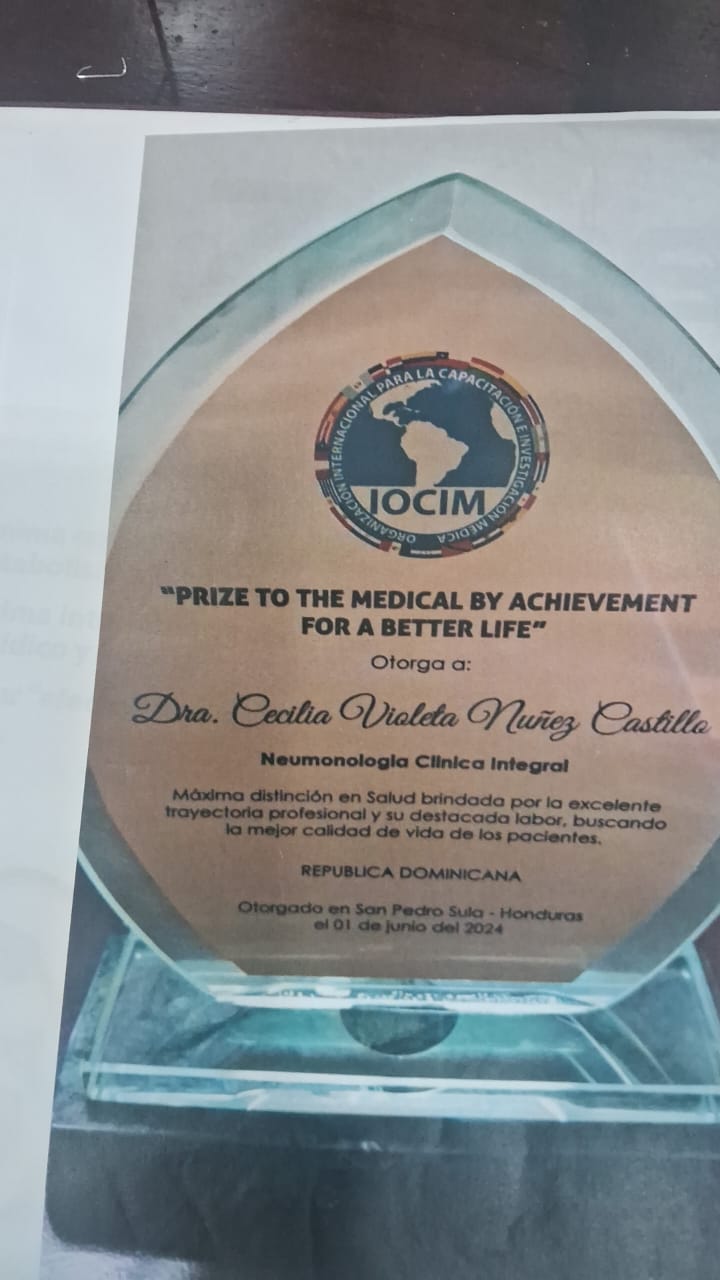 ORGANIZACIÓN INTERNACIONAL PARA LA CAPACITACIÓN E INVESTIGACIÓN MEDICA
IOCIM
"PRIZE TO THE MEDICAL BY ACHIEVEMENT
FOR A BETTER LIFE"
Otorga a:
Dra. Cecilia Violeta Nuñez Castillo
Neumonologia Clinica Integral
Máxima distinción en Salud brindada por la excelente
trayectoria profesional y su destacada labor, buscando
la mejor calidad de vida de los pacientes.
REPUBLICA DOMINICANA
Otorgado en San Pedro Sula - Honduras
el 01 de junio del 2024